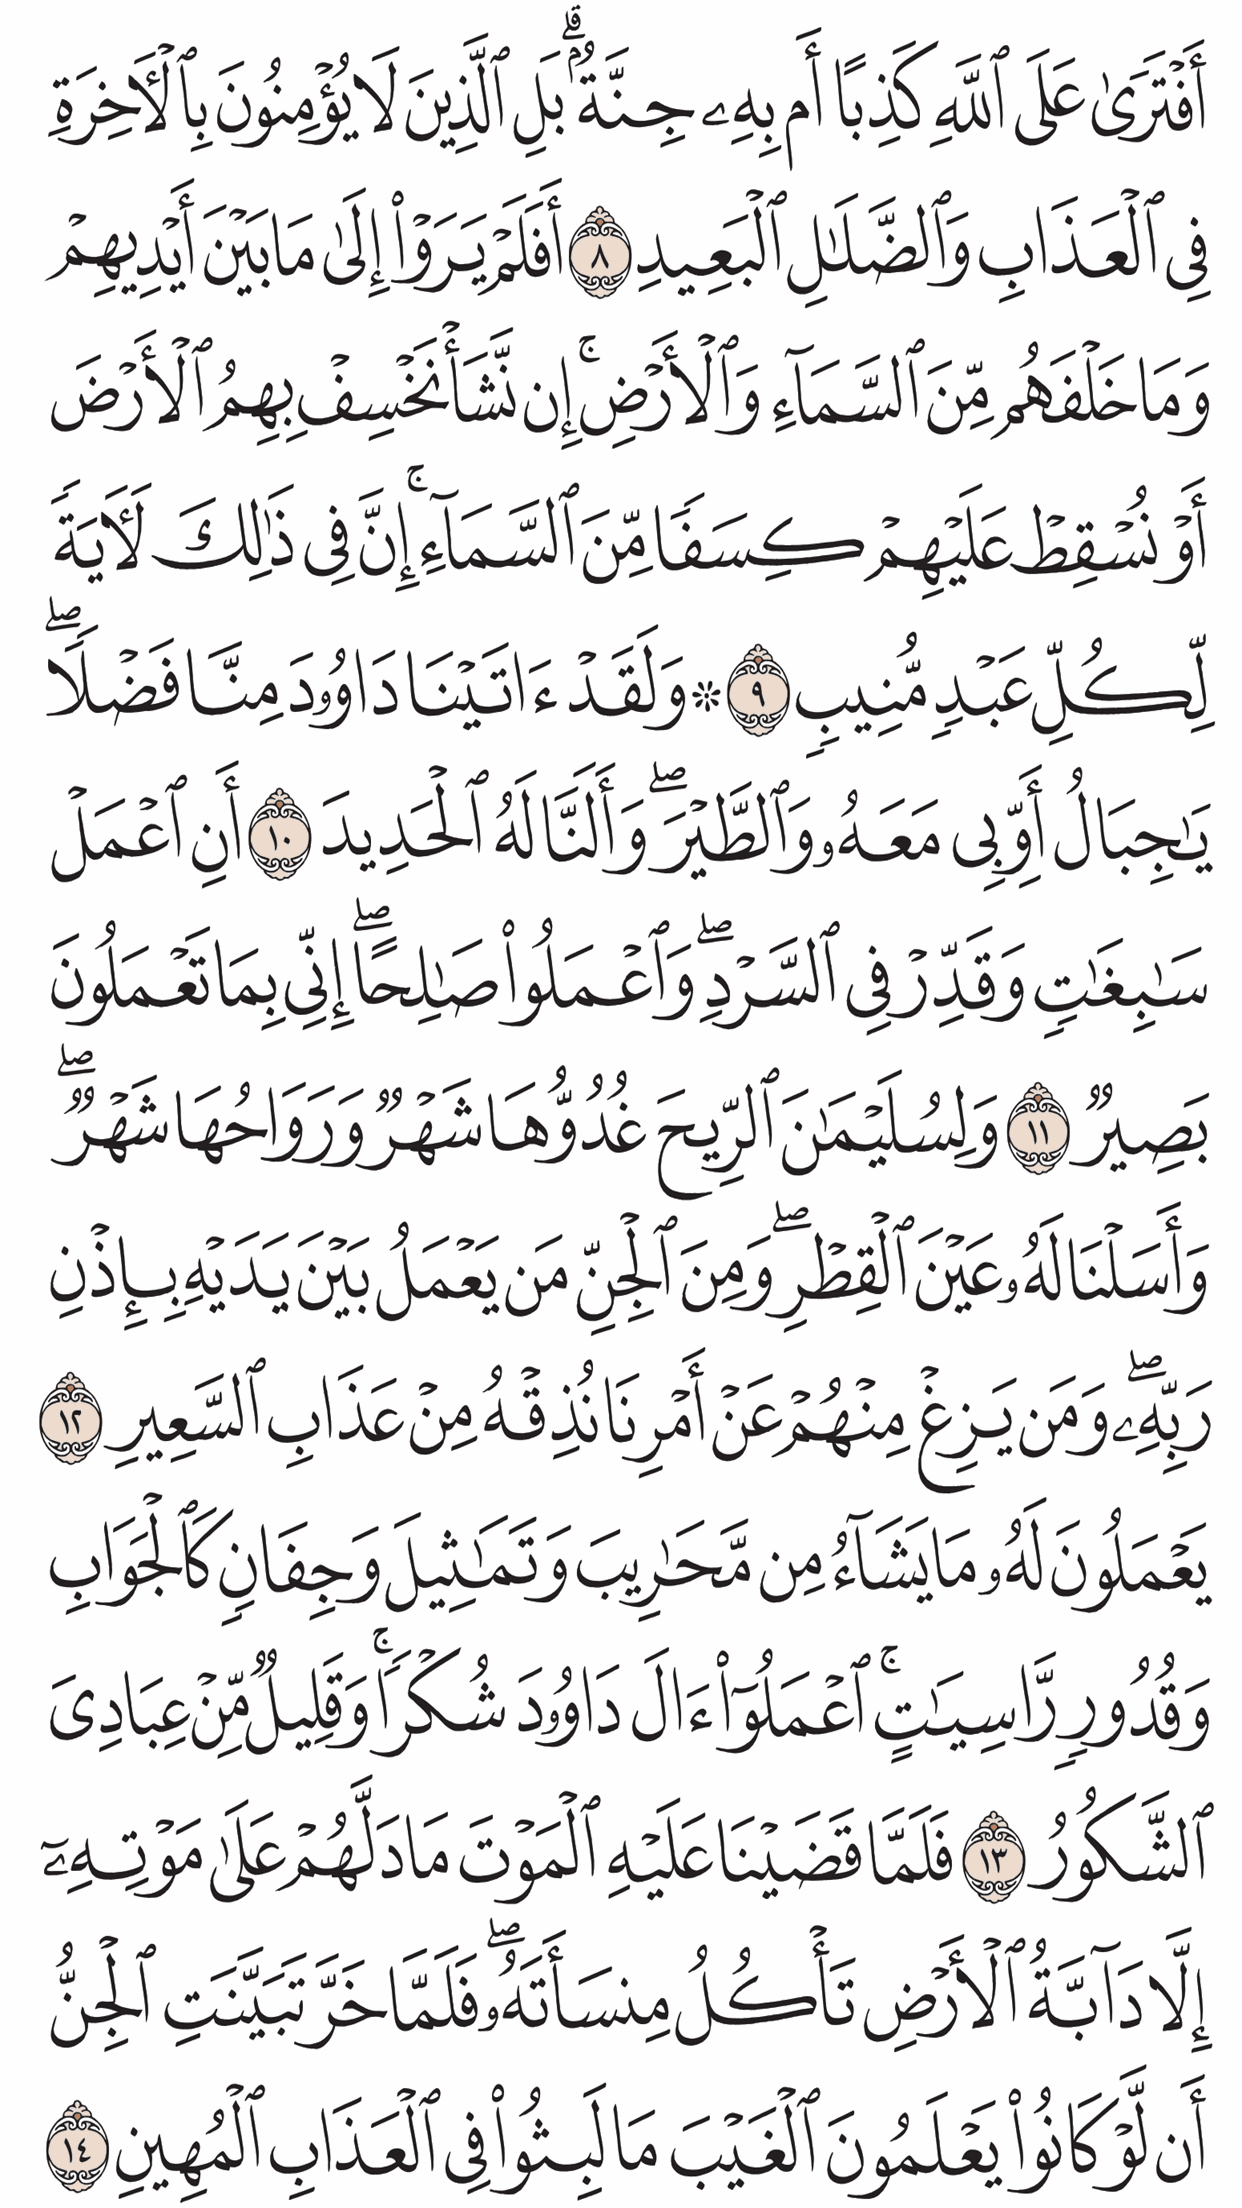 أَفْتَرَىٰ عَلَى ٱللَّهِ كَذِبًا أَم بِهِۦ جِنَّةٌۢ ۗ بَلِ ٱلَّذِينَ لَا يُؤْمِنُونَ بِٱلْءَاخِرَةِ
فِى ٱلْعَذَابِ وَٱلضَّلَٰلِ ٱلْبَعِيدِ ٨ أَفَلَمْ يَرَوْا۟ إِلَىٰ مَا بَيْنَ أَيْدِيهِمْ
وَمَا خَلْفَهُم مِّنَ ٱلسَّمَآءِ وَٱلْأَرْضِ ۚ إِن نَّشَأْ نَخْسِفْ بِهِمُ ٱلْأَرْضَ
أَوْ نُسْقِطْ عَلَيْهِمْ كِسَفًا مِّنَ ٱلسَّمَآءِ ۚ إِنَّ فِى ذَٰلِكَ لَءَايَةً
لِّكُلِّ عَبْدٍ مُّنِيبٍ ٩ ۞ وَلَقَدْ ءَاتَيْنَا دَاوُۥدَ مِنَّا فَضْلًا ۖ
يَٰجِبَالُ أَوِّبِى مَعَهُۥ وَٱلطَّيْرَ ۖ وَأَلَنَّا لَهُ ٱلْحَدِيدَ ١٠ أَنِ ٱعْمَلْ
سَٰبِغَٰتٍ وَقَدِّرْ فِى ٱلسَّرْدِ ۖ وَٱعْمَلُوا۟ صَٰلِحًا ۖ إِنِّى بِمَا تَعْمَلُونَ
بَصِيرٌ ١١ وَلِسُلَيْمَٰنَ ٱلرِّيحَ غُدُوُّهَا شَهْرٌ وَرَوَاحُهَا شَهْرٌ ۖ
وَأَسَلْنَا لَهُۥ عَيْنَ ٱلْقِطْرِ ۖ وَمِنَ ٱلْجِنِّ مَن يَعْمَلُ بَيْنَ يَدَيْهِ بِإِذْنِ
رَبِّهِۦ ۖ وَمَن يَزِغْ مِنْهُمْ عَنْ أَمْرِنَا نُذِقْهُ مِنْ عَذَابِ ٱلسَّعِيرِ ١٢
يَعْمَلُونَ لَهُۥ مَا يَشَآءُ مِن مَّحَٰرِيبَ وَتَمَٰثِيلَ وَجِفَانٍ كَٱلْجَوَابِ
وَقُدُورٍ رَّاسِيَٰتٍ ۚ ٱعْمَلُوٓا۟ ءَالَ دَاوُۥدَ شُكْرًا ۚ وَقَلِيلٌ مِّنْ عِبَادِىَ
ٱلشَّكُورُ ١٣ فَلَمَّا قَضَيْنَا عَلَيْهِ ٱلْمَوْتَ مَا دَلَّهُمْ عَلَىٰ مَوْتِهِۦٓ
إِلَّا دَآبَّةُ ٱلْأَرْضِ تَأْكُلُ مِنسَأَتَهُۥ ۖ فَلَمَّا خَرَّ تَبَيَّنَتِ ٱلْجِنُّ
أَن لَّوْ كَانُوا۟ يَعْلَمُونَ ٱلْغَيْبَ مَا لَبِثُوا۟ فِى ٱلْعَذَابِ ٱلْمُهِينِ ١٤